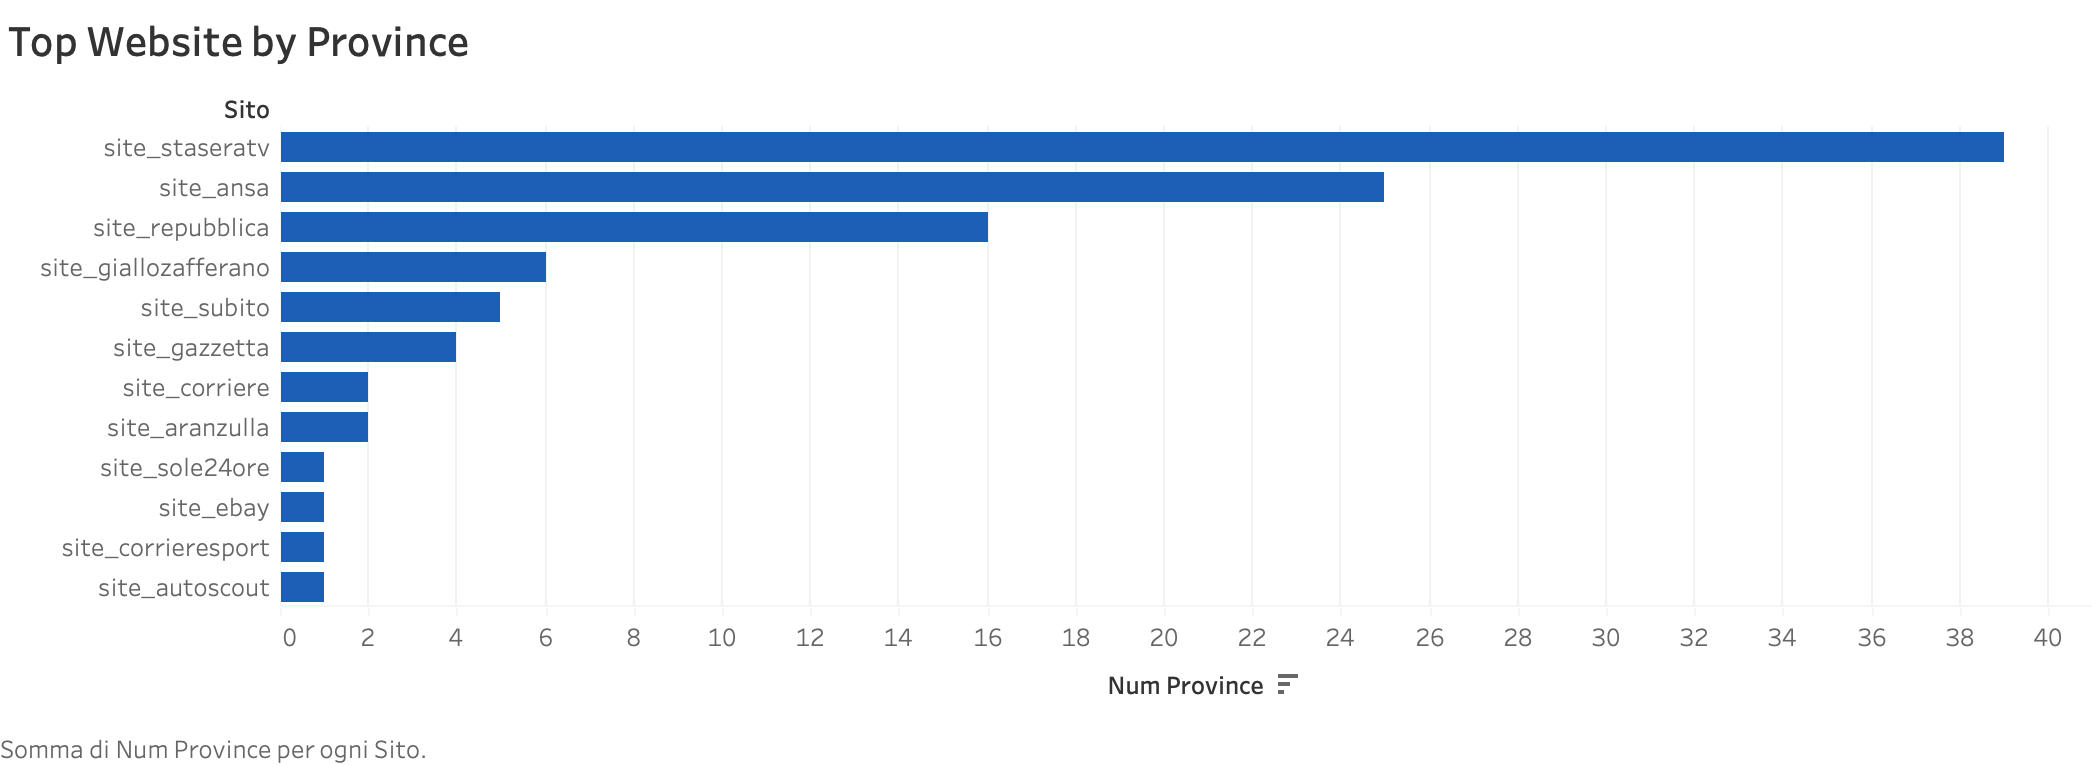 Top Website by Province
Sito
site_staseratv
site_ansa
site_repubblica
site_giallozafferano
site_subito
site_gazzetta
site_corriere
site_aranzulla
site_sole24ore
site_ebay
site_corrieresport
site_autoscout
0 2 4 6 8 10 12 14 16 18 20 22 24 26 28 30 32 34 36 38 40
Num Province
Somma di Num Province per ogni Sito.